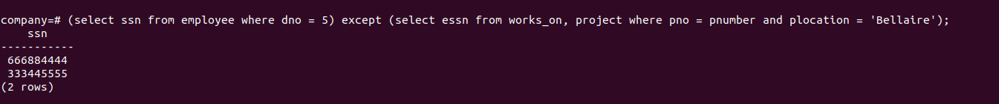 company=# (select ssn from employee where dno = 5) except (select essn from works_on, project where pno = pnumber and plocation = 'Bellaire');
    ssn
-----------
 666884444
 333445555
(2 rows)